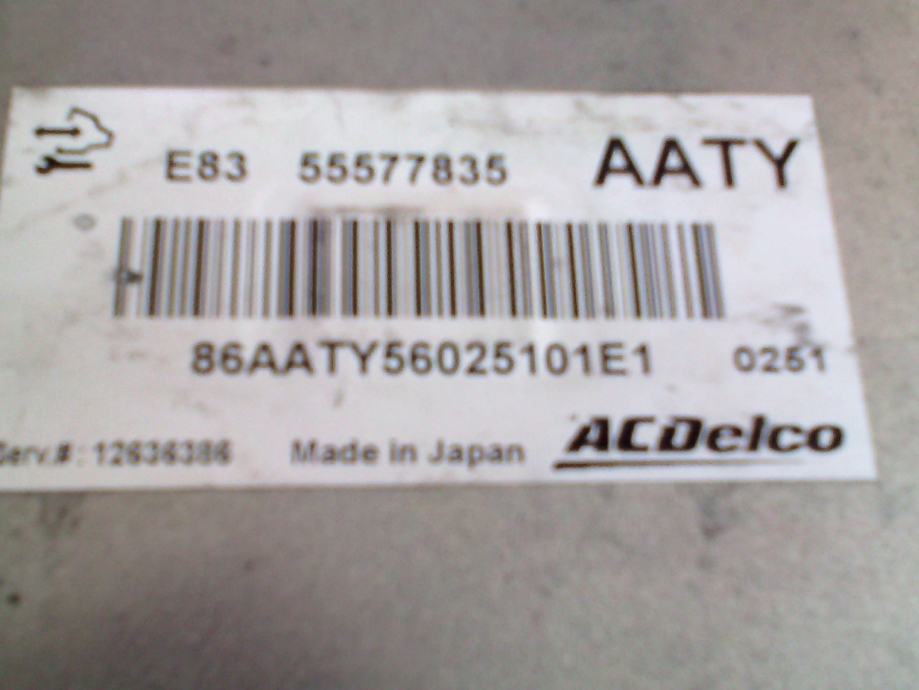 E83 55577835 AATY
86AATY56025101E1 0251
Serv.#: 12636386 Made in Japan ACDelco